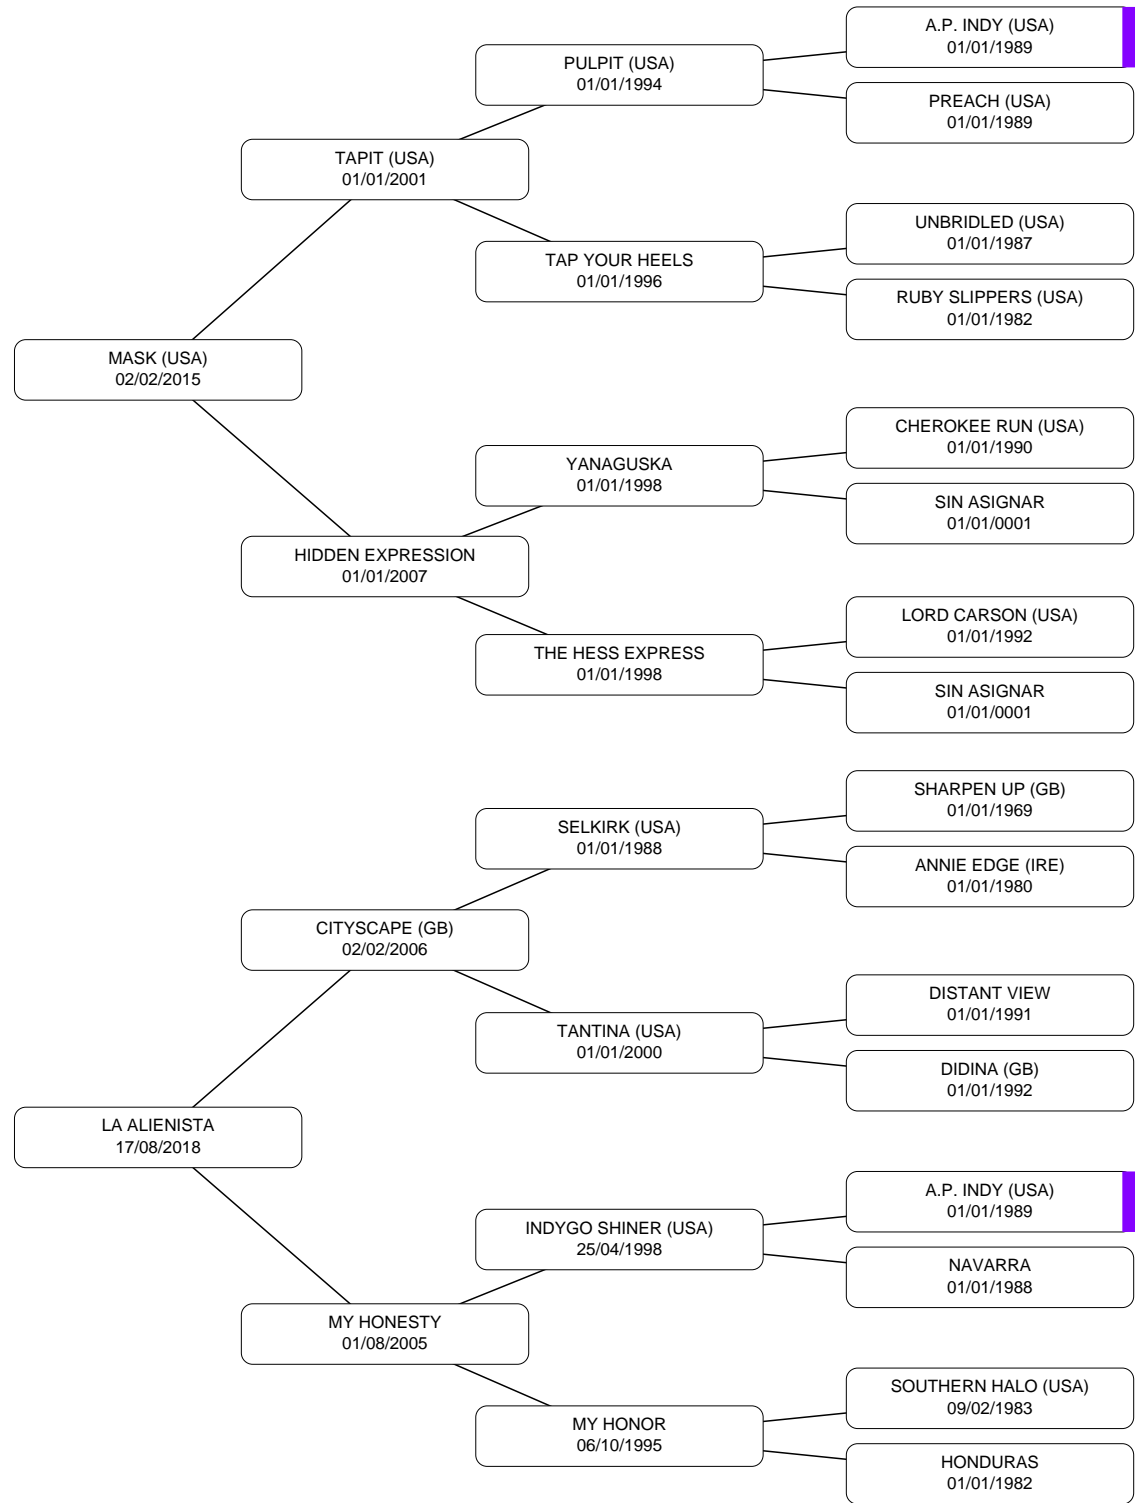 A.P. INDY (USA)
01/01/1989
PULPIT (USA)
01/01/1994
PREACH (USA)
01/01/1989
TAPIT (USA)
01/01/2001
UNBRIDLED (USA)
01/01/1987
TAP YOUR HEELS
01/01/1996
RUBY SLIPPERS (USA)
01/01/1982
MASK (USA)
02/02/2015
CHEROKEE RUN (USA)
01/01/1990
YANAGUSKA
01/01/1998
SIN ASIGNAR
01/01/0001
HIDDEN EXPRESSION
01/01/2007
LORD CARSON (USA)
01/01/1992
THE HESS EXPRESS
01/01/1998
SIN ASIGNAR
01/01/0001
SHARPEN UP (GB)
01/01/1969
SELKIRK (USA)
01/01/1988
ANNIE EDGE (IRE)
01/01/1980
CITYSCAPE (GB)
02/02/2006
DISTANT VIEW
01/01/1991
TANTINA (USA)
01/01/2000
DIDINA (GB)
01/01/1992
LA ALIENISTA
17/08/2018
A.P. INDY (USA)
01/01/1989
INDYGO SHINER (USA)
25/04/1998
NAVARRA
01/01/1988
MY HONESTY
01/08/2005
SOUTHERN HALO (USA)
09/02/1983
MY HONOR
06/10/1995
HONDURAS
01/01/1982